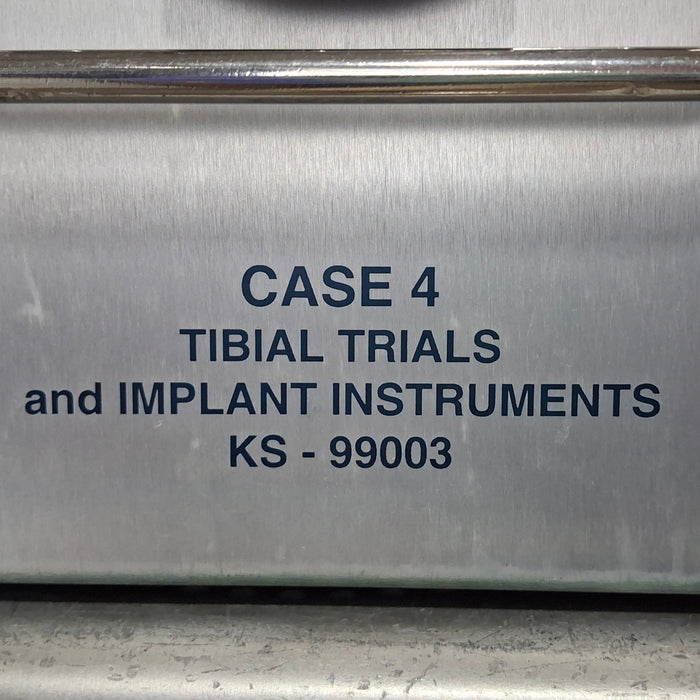 CASE 4
TIBIAL TRIALS
and IMPLANT INSTRUMENTS
KS - 99003